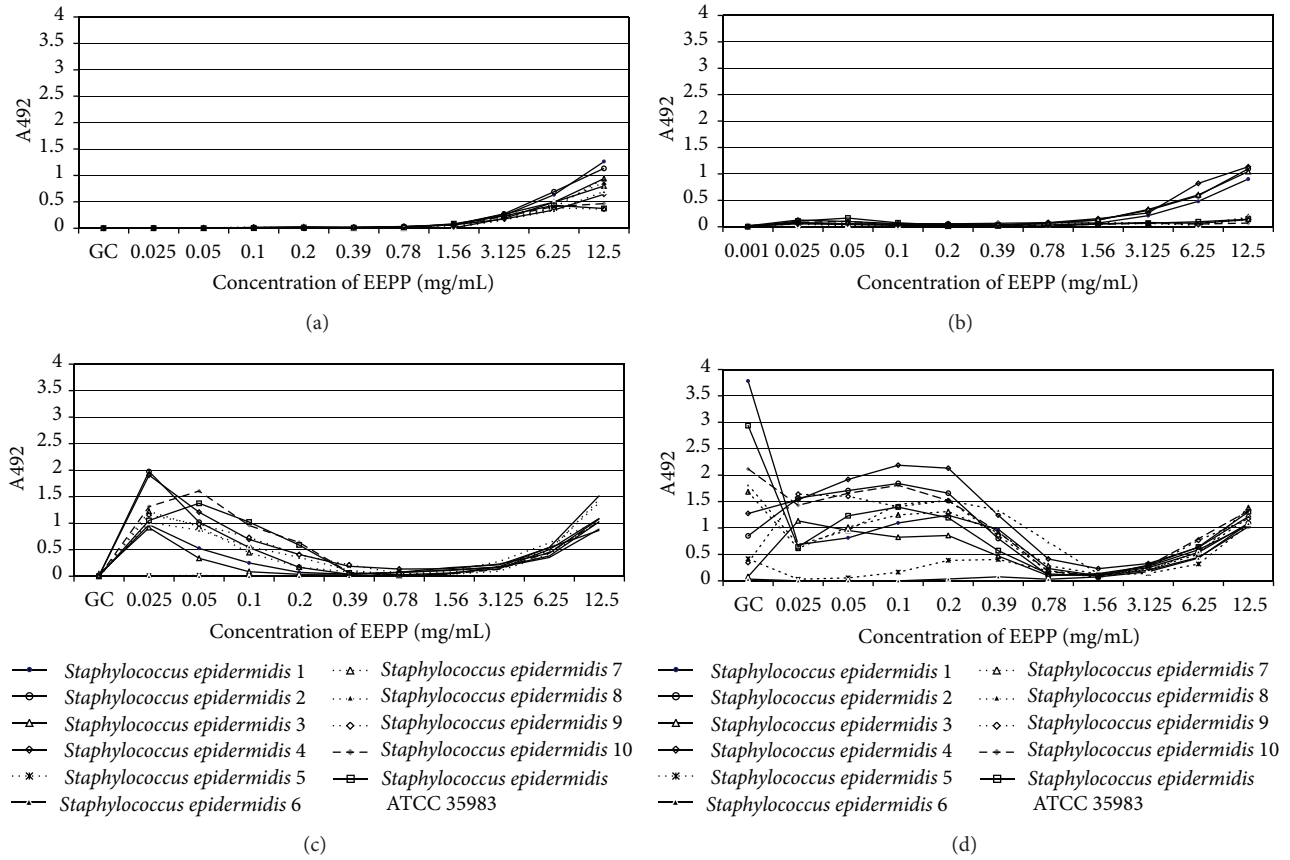 4
3.5
3
2.5
2
1.5
1
0.5
0
A492
GC 0.025 0.05 0.1 0.2 0.39 0.78 1.56 3.125 6.25 12.5
Concentration of EEPP (mg/mL)
(a)
4
3.5
3
2.5
2
1.5
1
0.5
0
A492
0.001 0.025 0.05 0.1 0.2 0.39 0.78 1.56 3.125 6.25 12.5
Concentration of EEPP (mg/mL)
(b)
4
3.5
3
2.5
2
1.5
1
0.5
0
A492
GC 0.025 0.05 0.1 0.2 0.39 0.78 1.56 3.125 6.25 12.5
Concentration of EEPP (mg/mL)
Staphylococcus epidermidis 1
Staphylococcus epidermidis 2
Staphylococcus epidermidis 3
Staphylococcus epidermidis 4
Staphylococcus epidermidis 5
Staphylococcus epidermidis 6
Staphylococcus epidermidis 7
Staphylococcus epidermidis 8
Staphylococcus epidermidis 9
Staphylococcus epidermidis 10
Staphylococcus epidermidis
ATCC 35983
(c)
4
3.5
3
2.5
2
1.5
1
0.5
0
A492
GC 0.025 0.05 0.1 0.2 0.39 0.78 1.56 3.125 6.25 12.5
Concentration of EEPP (mg/mL)
Staphylococcus epidermidis 1
Staphylococcus epidermidis 2
Staphylococcus epidermidis 3
Staphylococcus epidermidis 4
Staphylococcus epidermidis 5
Staphylococcus epidermidis 6
Staphylococcus epidermidis 7
Staphylococcus epidermidis 8
Staphylococcus epidermidis 9
Staphylococcus epidermidis 10
Staphylococcus epidermidis
ATCC 35983
(d)